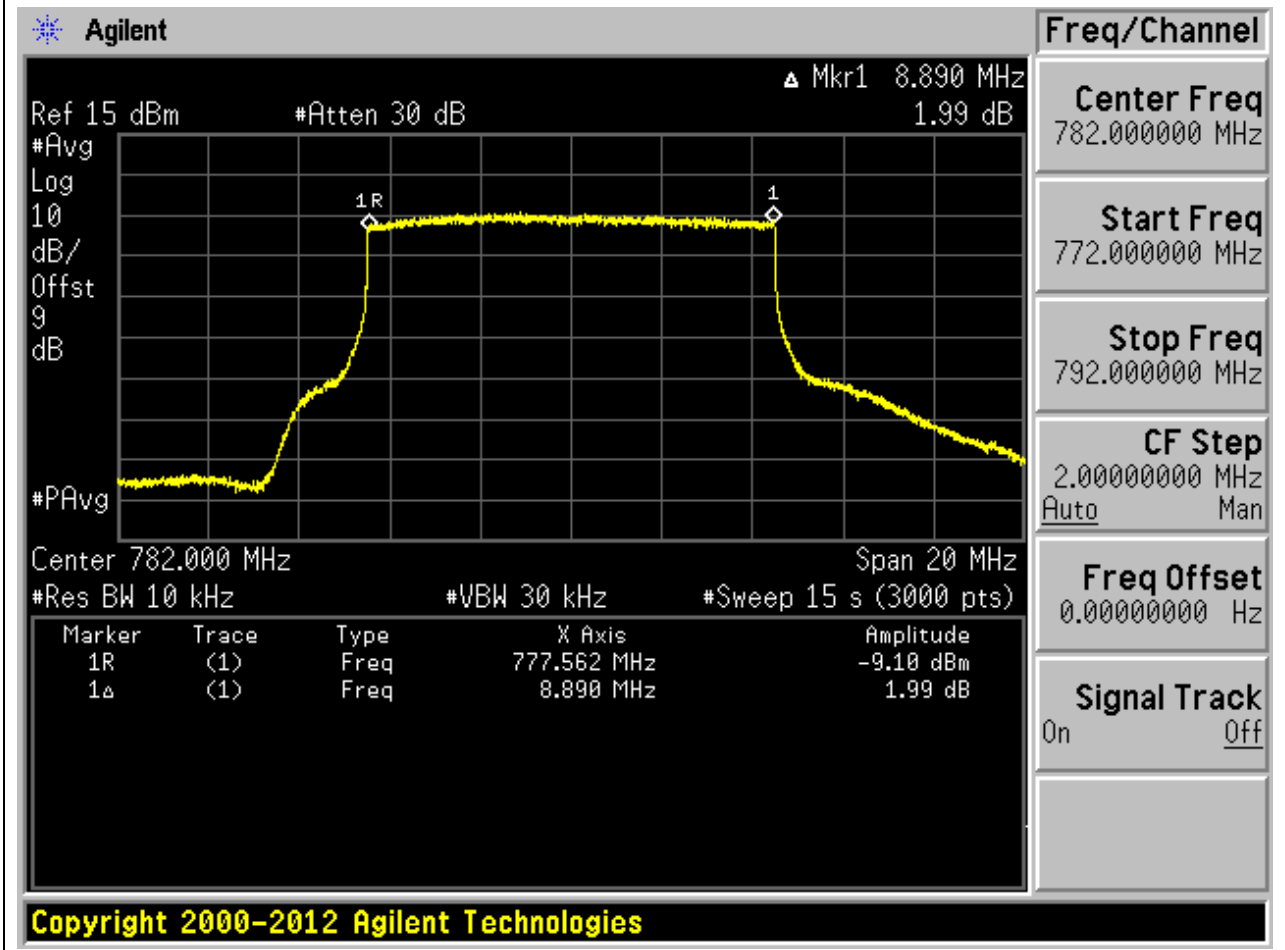 Agilent
Freq/Channel
Δ Mkr1 8.890 MHz
Ref 15 dBm #Atten 30 dB 1.99 dB
#Avg
Log
10
dB/
Offst
9
dB
#PAvg
1R
1
Center 782.000 MHz Span 20 MHz
#Res BW 10 kHz #VBW 30 kHz #Sweep 15 s (3000 pts)
Marker Trace Type X Axis Amplitude
1R (1) Freq 777.562 MHz -9.10 dBm
1Δ (1) Freq 8.890 MHz 1.99 dB
Center Freq
782.000000 MHz
Start Freq
772.000000 MHz
Stop Freq
792.000000 MHz
CF Step
2.00000000 MHz
Auto Man
Freq Offset
0.00000000 Hz
Signal Track
On Off
Copyright 2000-2012 Agilent Technologies